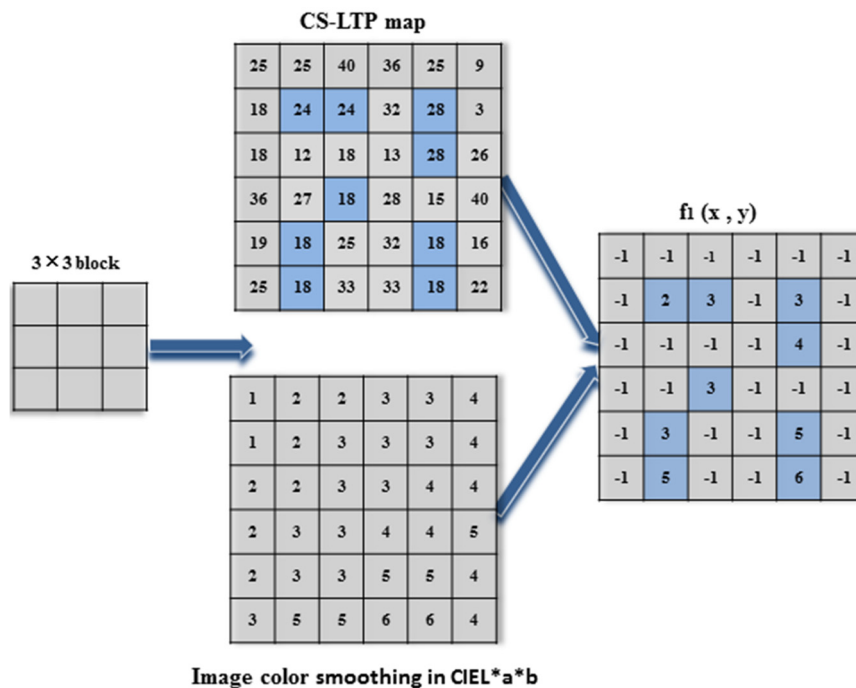 CS-LTP map
25 25 40 36 25 9
18 24 24 32 28 3
18 12 18 13 28 26
36 27 18 28 15 40
19 18 25 32 18 16
25 18 33 33 18 22
3×3 block
1 2 2 3 3 4
1 2 3 3 3 4
2 2 3 3 4 4
2 3 3 4 4 5
2 3 3 5 5 4
3 5 5 6 6 4
Image color smoothing in CIEL*a*b
f1 (x , y)
-1 -1 -1 -1 -1 -1
-1 2 3 -1 3 -1
-1 -1 -1 -1 4 -1
-1 -1 3 -1 -1 -1
-1 3 -1 -1 5 -1
-1 5 -1 -1 6 -1